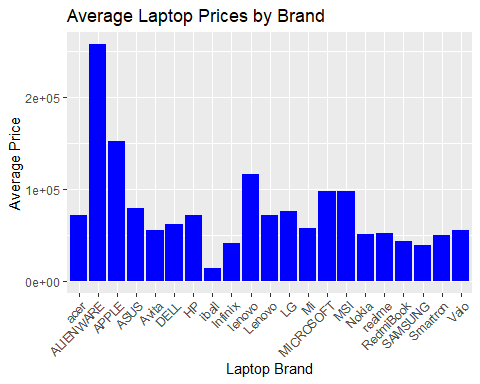 Average Laptop Prices by Brand
Average Price
2e+05
1e+05
0e+00
acer
ALIENWARE
APPLE
ASUS
Avita
DELL
HP
iball
Infinix
lenovo
Lenovo
LG
Mi
MICROSOFT
MSI
Nokia
realme
RedmiBook
SAMSUNG
Smartron
Vaio
Laptop Brand